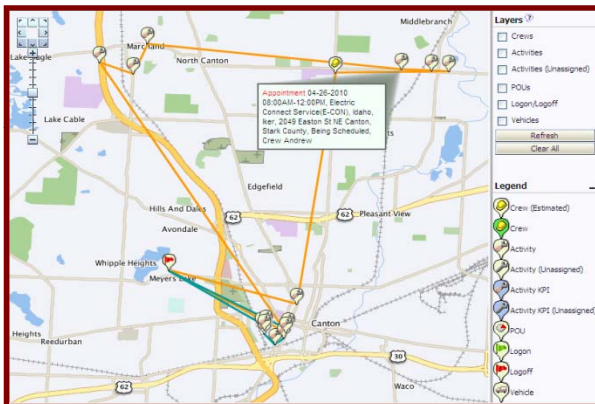 Middlebranch
Lake
Marchand
North Canton
Lake Cable
Appointment 04-26-2010
08:00AM-12:00PM, Electric
Connect Service(E-CON), Idaho,
ker, 2049 Easton St NE Canton,
Stark County, Being Scheduled,
Crew Andrew
Edgefield
Hills And Dales
62
62
Pleasant View
Avondale
Whipple Heights
Meyers Lake
Canton
Heights
Reedurban
30
62
Waco
Layers ?
Crews
Activities
Activities (Unassigned)
POUs
Logon/Logoff
Vehicles
Refresh
Clear All
Legend
Crew (Estimated)
Crew
Activity
Activity (Unassigned)
Activity KPI
Activity KPI (Unassigned)
POU
Logon
Logoff
Vehicle